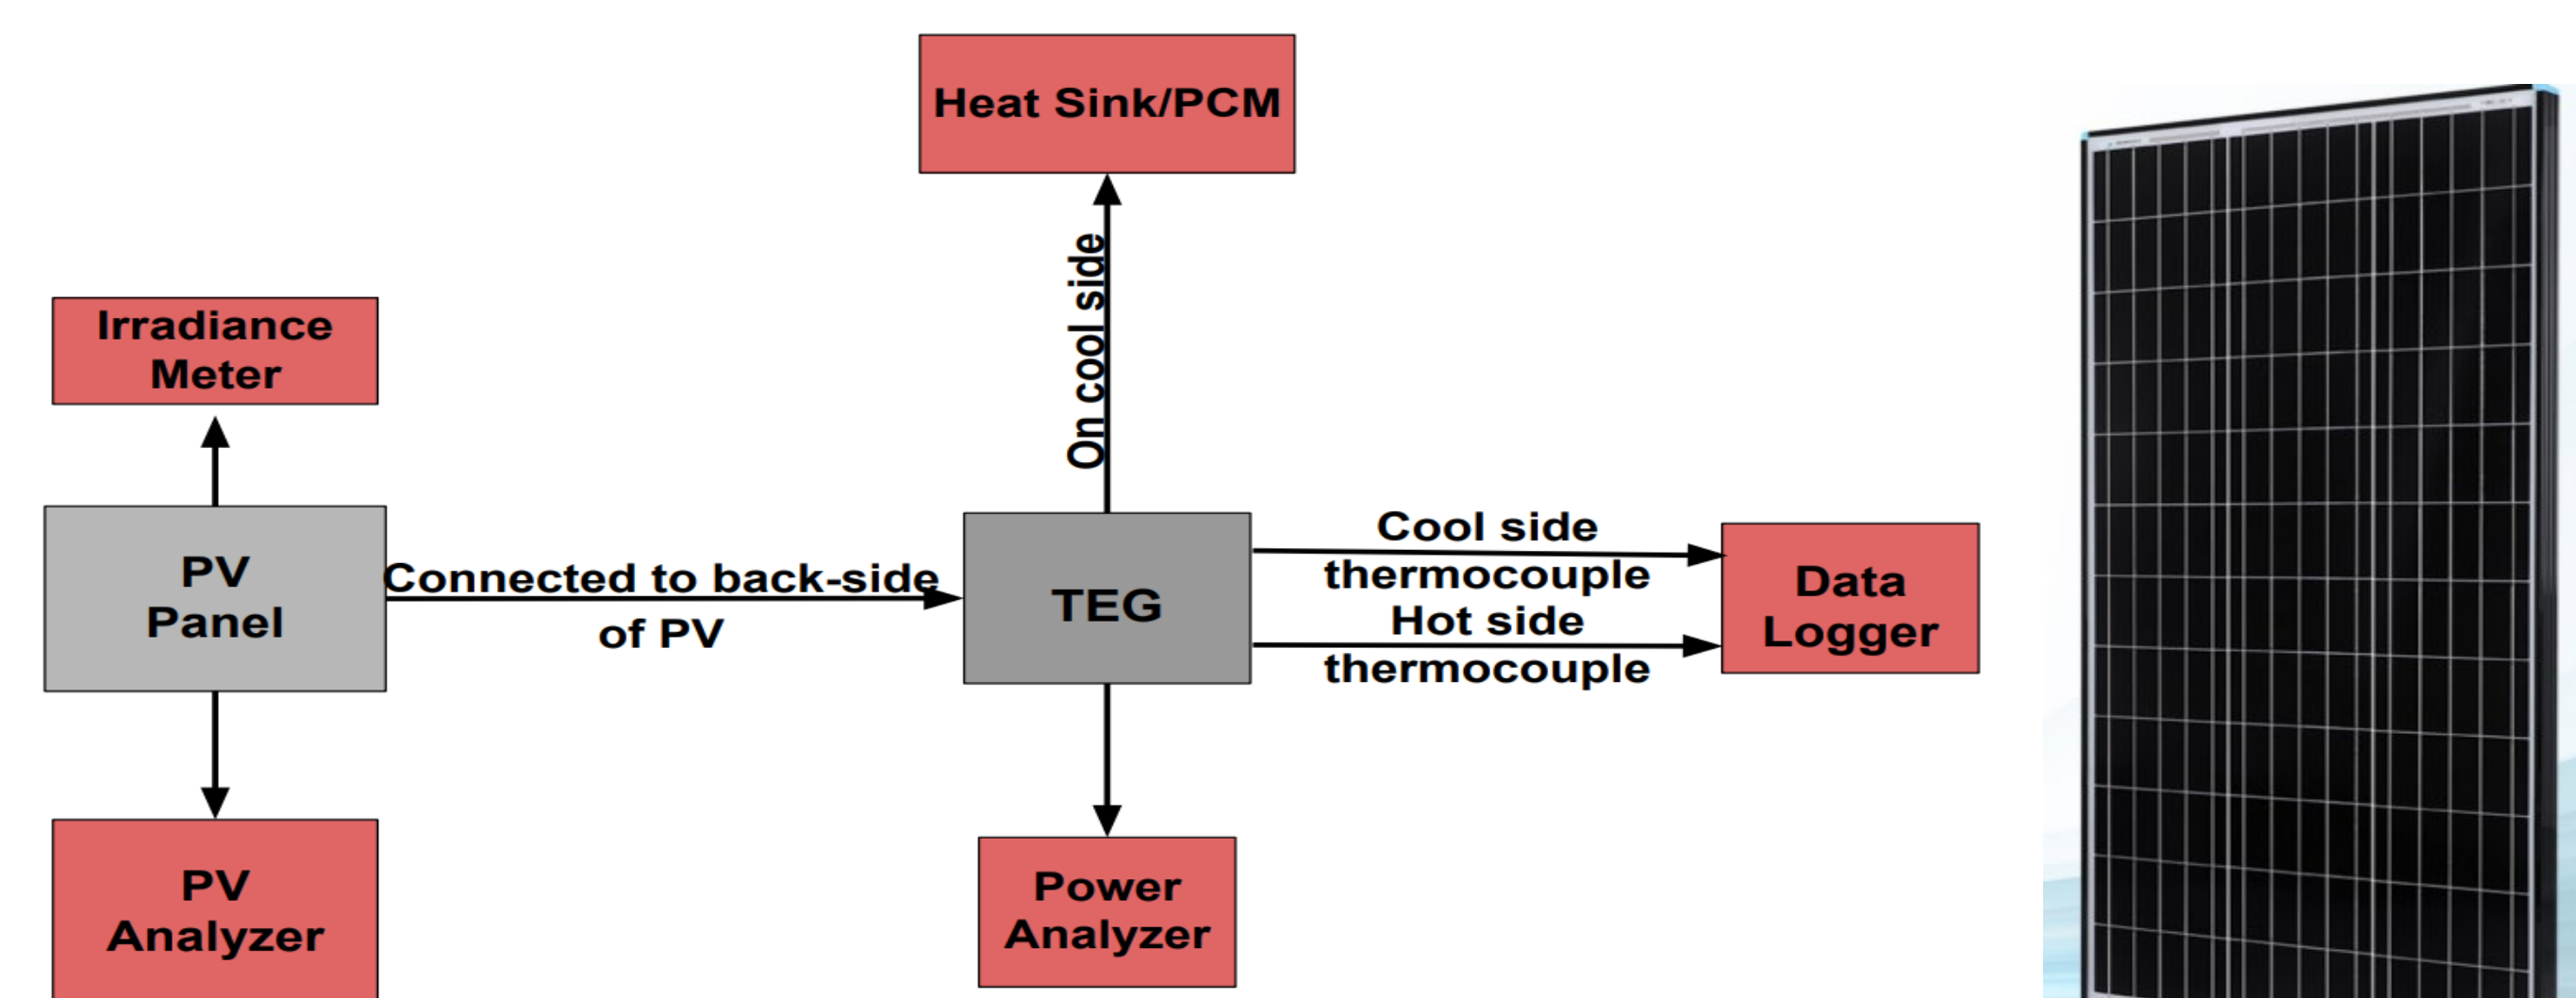 Heat Sink/PCM
On cool side
Irradiance
Meter
PV
Panel
Connected to back-side
of PV
TEG
Cool side
thermocouple
Hot side
thermocouple
Data
Logger
PV
Analyzer
Power
Analyzer